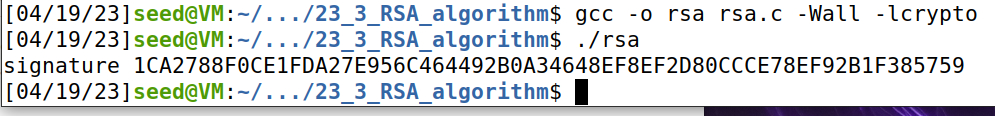 [04/19/23]seed@VM:~/.../23_3_RSA_algorithm$ gcc -o rsa rsa.c -Wall -lcrypto
[04/19/23]seed@VM:~/.../23_3_RSA_algorithm$ ./rsa
signature 1CA2788F0CE1FDA27E956C464492B0A34648EF8EF2D80CCCE78EF92B1F385759
[04/19/23]seed@VM:~/.../23_3_RSA_algorithm$